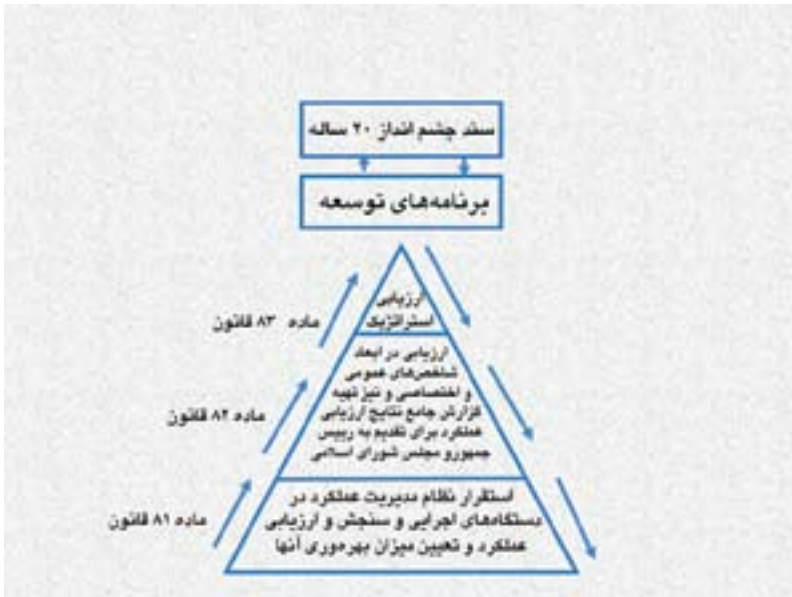 سند چشم انداز ۲۰ ساله
برنامه‌های توسعه
ارزیابی
استراتژیک
ماده ۸۳ قانون
ارزیابی در ابعاد
شاخص‌های عمومی
و اختصاصی و نیز تهیه
گزارش جامع نتایج ارزیابی
عملکرد برای تقدیم به رییس
جمهورو مجلس شورای اسلامی
ماده ۸۲ قانون
استقرار نظام مدیریت عملکرد در
دستگاه‌های اجرایی و سنجش و ارزیابی
عملکرد و تعیین میزان بهره‌وری آنها
ماده ۸۱ قانون